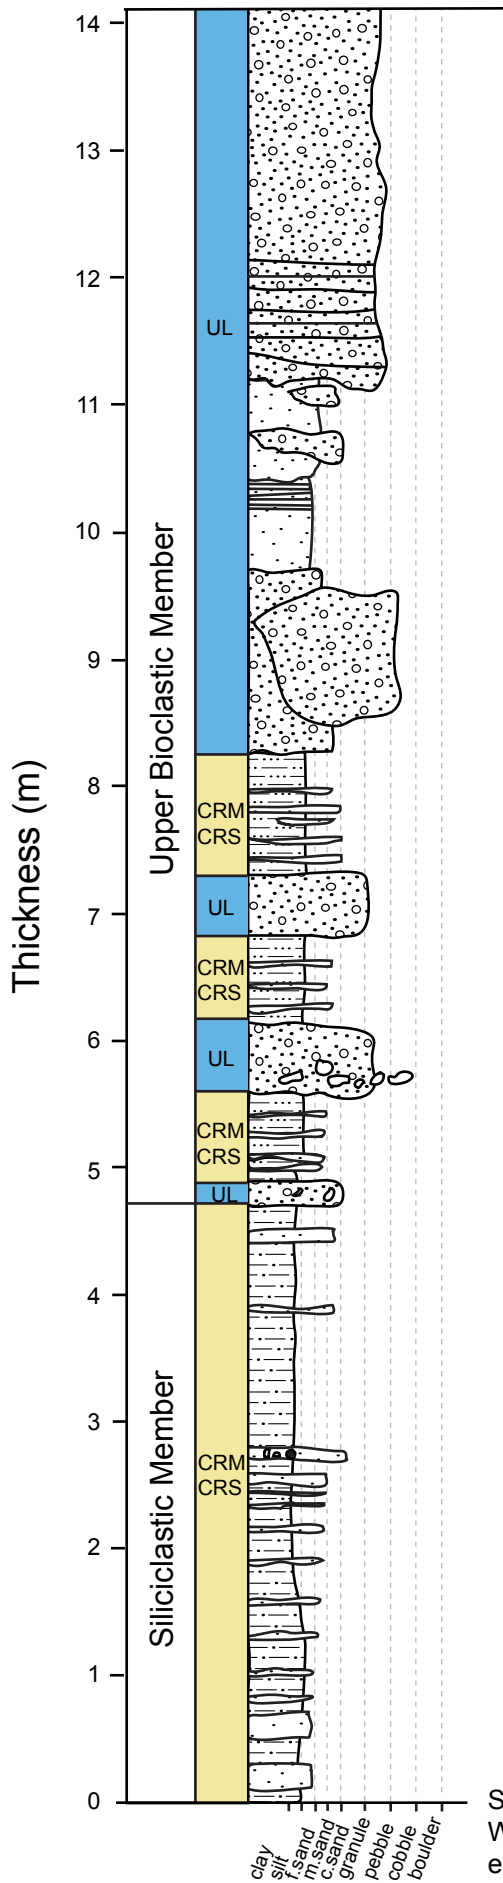 14
13
12
UL
11
10
9
8
CRM
CRS
7
UL
CRM
CRS
6
UL
CRM
CRS
5
UL
4
3
CRM
CRS
2
1
0
Thickness (m)
Upper Bioclastic Member
Siliciclastic Member
clay
silt
f.sand
m.sand
c.sand
granule
pebble
cobble
boulder
S
W
e